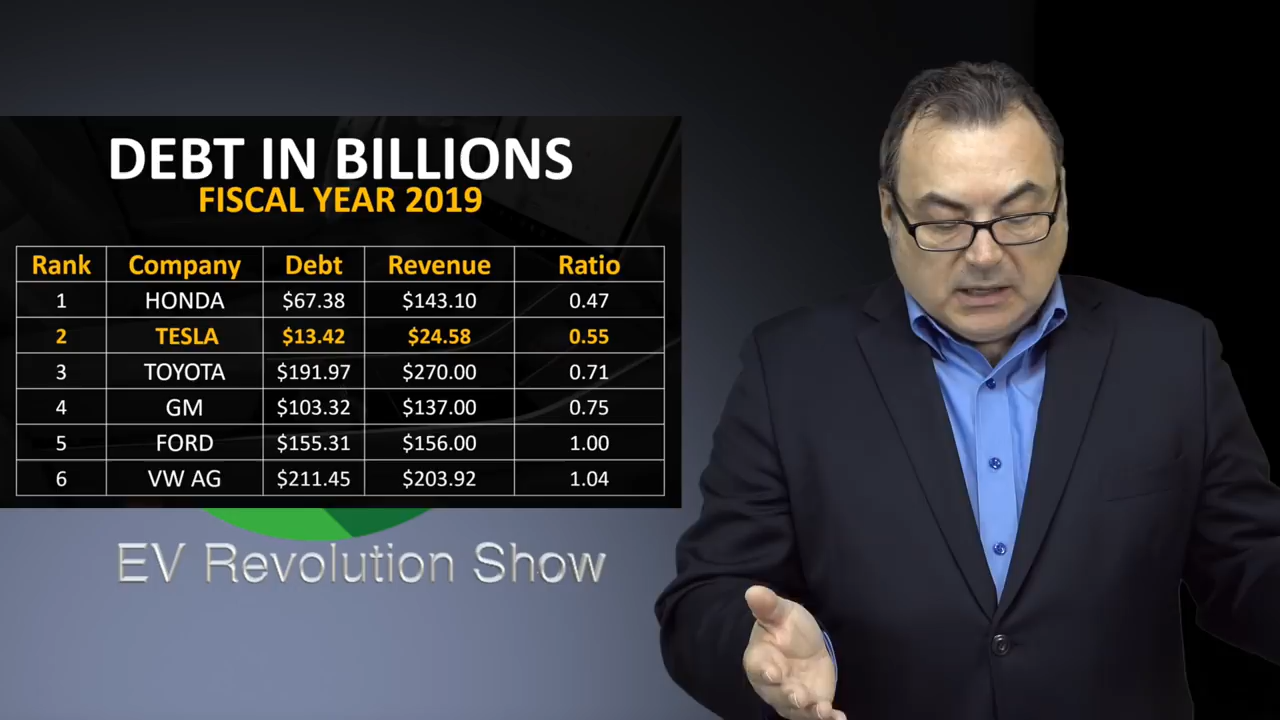 DEBT IN BILLIONS
FISCAL YEAR 2019
Rank Company Debt Revenue Ratio
1 HONDA $67.38 $143.10 0.47
2 TESLA $13.42 $24.58 0.55
3 TOYOTA $191.97 $270.00 0.71
4 GM $103.32 $137.00 0.75
5 FORD $155.31 $156.00 1.00
6 VW AG $211.45 $203.92 1.04
EV Revolution Show